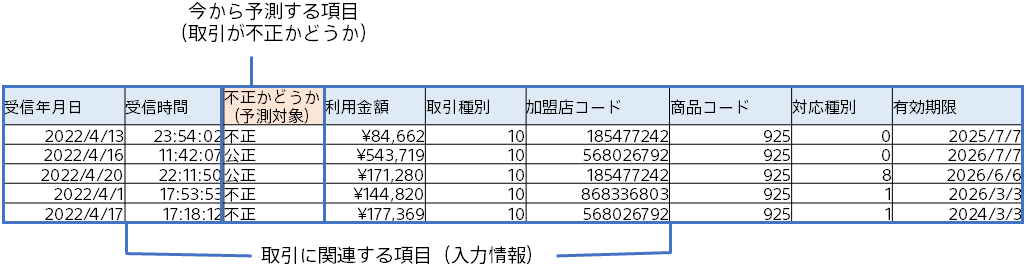 今から予測する項目
（取引が不正かどうか）
受信年月日 受信時間 不正かどうか（予測対象） 利用金額 取引種別 加盟店コード 商品コード 対応種別 有効期限
2022/4/13 23:54:02 不正 ¥84,662 10 185477242 925 0 2025/7/7
2022/4/16 11:42:07 公正 ¥543,719 10 568026792 925 0 2026/7/7
2022/4/20 22:11:50 公正 ¥171,280 10 185477242 925 8 2026/6/6
2022/4/1 17:53:53 不正 ¥144,820 10 868336803 925 1 2026/3/3
2022/4/17 17:18:12 不正 ¥177,369 10 568026792 925 1 2024/3/3
取引に関連する項目（入力情報）